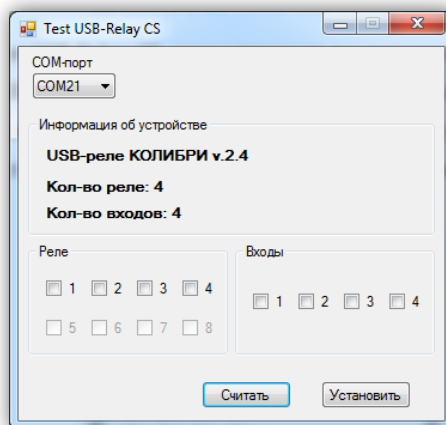 Test USB-Relay CS
COM-порт
COM21
Информация об устройстве
USB-реле КОЛИБРИ v.2.4
Кол-во реле: 4
Кол-во входов: 4
Реле
1 2 3 4
5 6 7 8
Входы
1 2 3 4
Считать Установить